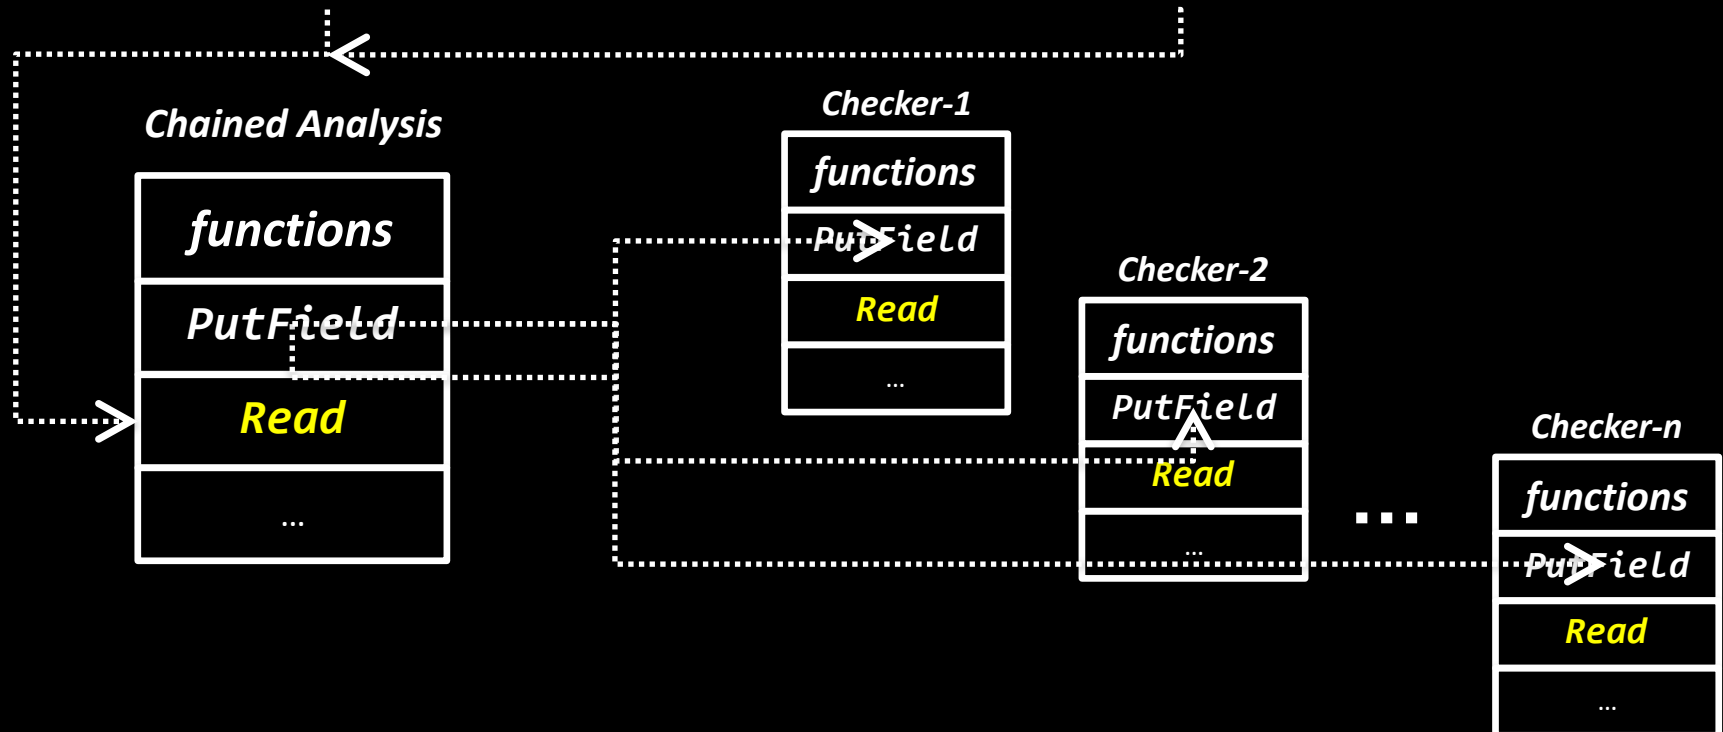 Chained Analysis
functions
PutField
Read
...
Checker-1
functions
PutField
Read
...
Checker-2
functions
PutField
Read
...
...
Checker-n
functions
PutField
Read
...